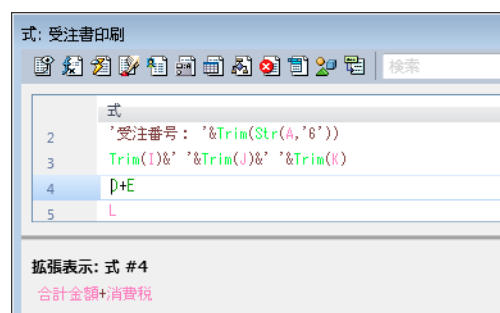 式: 受注書印刷
検索
式
2 '受注番号： '&Trim(Str(A,'6'))
3 Trim(I)&' '&Trim(J)&' '&Trim(K)
4 D+E
5 L
拡張表示: 式 #4
合計金額+消費税